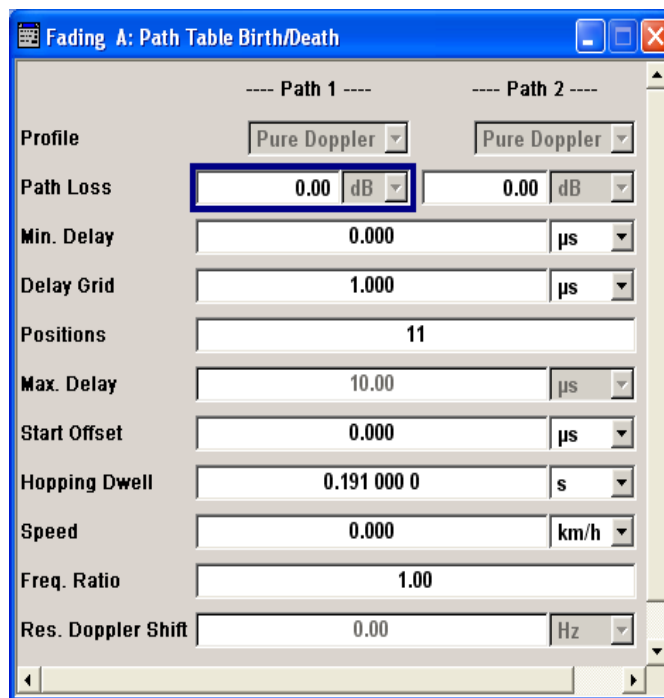 Fading A: Path Table Birth/Death
---- Path 1 ---- ---- Path 2 ----
Profile Pure Doppler Pure Doppler
Path Loss 0.00 dB 0.00 dB
Min. Delay 0.000 µs
Delay Grid 1.000 µs
Positions 11
Max. Delay 10.00 µs
Start Offset 0.000 µs
Hopping Dwell 0.191 000 0 s
Speed 0.000 km/h
Freq. Ratio 1.00
Res. Doppler Shift 0.00 Hz